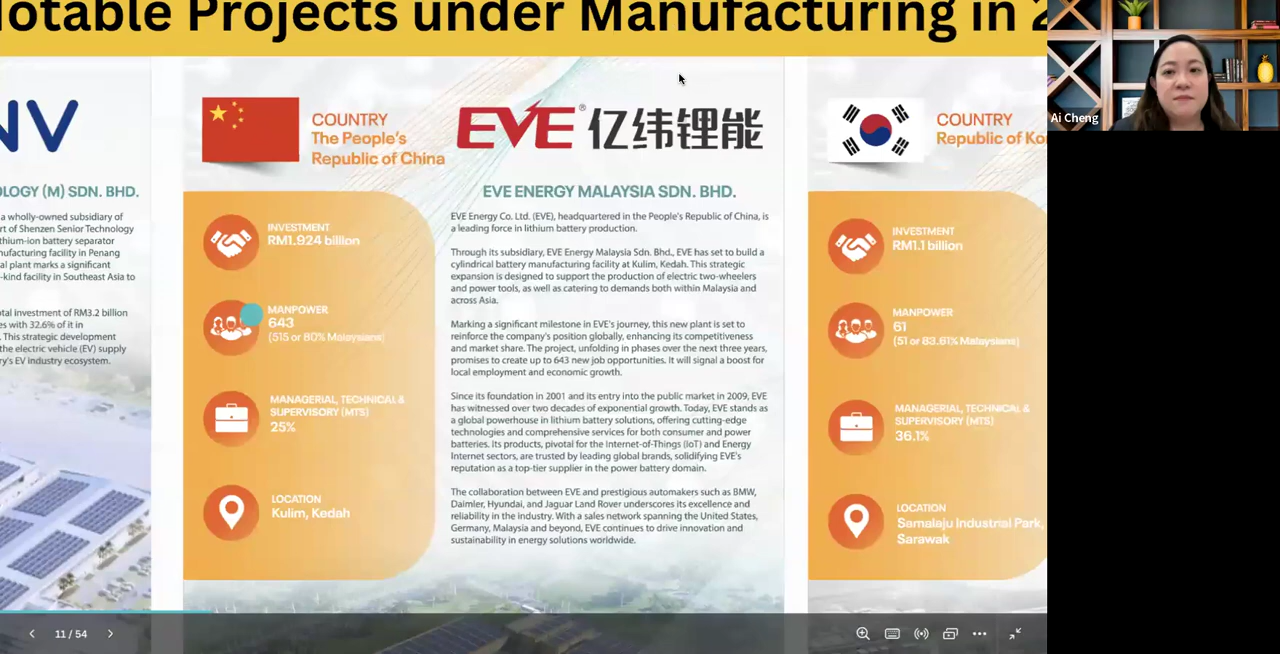 otable Projects under Manufacturing in 2
NV
OLOGY (M) SDN. BHD.
a wholly-owned subsidiary of
rt of Shenzen Senior Technology
thium-ion battery separator
nufacturing facility in Penang
al plant marks a significant
-kind facility in Southeast Asia to
otal investment of RM3.2 billion
es with 32.6% of it in
. This strategic development
the electric vehicle (EV) supply
y's EV industry ecosystem.
COUNTRY
The People's
Republic of China
EVE® 亿纬锂能
EVE ENERGY MALAYSIA SDN. BHD.
INVESTMENT
RM1.924 billion
MANPOWER
643
(515 or 80% Malaysians)
MANAGERIAL, TECHNICAL &
SUPERVISORY (MTS)
25%
LOCATION
Kulim, Kedah
EVE Energy Co. Ltd. (EVE), headquartered in the People's Republic of China, is
a leading force in lithium battery production.
Through its subsidiary, EVE Energy Malaysia Sdn. Bhd., EVE has set to build a
cylindrical battery manufacturing facility at Kulim, Kedah. This strategic
expansion is designed to support the production of electric two-wheelers
and power tools, as well as catering to demands both within Malaysia and
across Asia.
Marking a significant milestone in EVE's journey, this new plant is set to
reinforce the company's position globally, enhancing its competitiveness
and market share. The project, unfolding in phases over the next three years,
promises to create up to 643 new job opportunities. It will signal a boost for
local employment and economic growth.
Since its foundation in 2001 and its entry into the public market in 2009, EVE
has witnessed over two decades of exponential growth. Today, EVE stands as
a global powerhouse in lithium battery solutions, offering cutting-edge
technologies and comprehensive services for both consumer and power
batteries. Its products, pivotal for the Internet-of-Things (IoT) and Energy
Internet sectors, are trusted by leading global brands, solidifying EVE's
reputation as a top-tier supplier in the power battery domain.
The collaboration between EVE and prestigious automakers such as BMW,
Daimler, Hyundai, and Jaguar Land Rover underscores its excellence and
reliability in the industry. With a sales network spanning the United States,
Germany, Malaysia and beyond, EVE continues to drive innovation and
sustainability in energy solutions worldwide.
COUNTRY
Republic of Kor
INVESTMENT
RM1.1 billion
MANPOWER
61
(51 or 83.61% Malaysians)
MANAGERIAL, TECHNICAL &
SUPERVISORY (MTS)
36.1%
LOCATION
Samalaju Industrial Park,
Sarawak
Ai Cheng
11 / 54